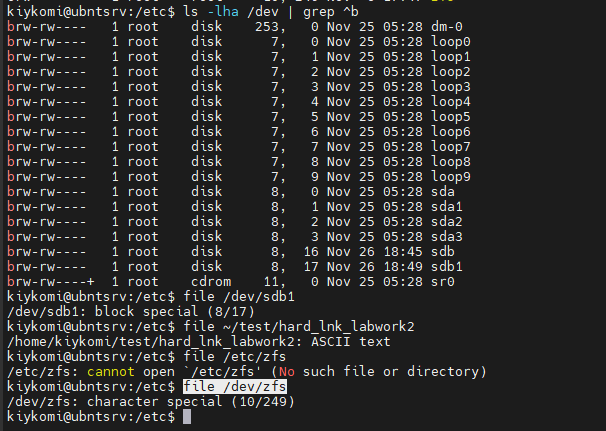 kiykomi@ubntsrv:/etc$ ls -lha /dev | grep ^b
brw-rw----   1 root     disk    253,   0 Nov 25 05:28 dm-0
brw-rw----   1 root     disk      7,   0 Nov 25 05:28 loop0
brw-rw----   1 root     disk      7,   1 Nov 25 05:28 loop1
brw-rw----   1 root     disk      7,   2 Nov 25 05:28 loop2
brw-rw----   1 root     disk      7,   3 Nov 25 05:28 loop3
brw-rw----   1 root     disk      7,   4 Nov 25 05:28 loop4
brw-rw----   1 root     disk      7,   5 Nov 25 05:28 loop5
brw-rw----   1 root     disk      7,   6 Nov 25 05:28 loop6
brw-rw----   1 root     disk      7,   7 Nov 25 05:28 loop7
brw-rw----   1 root     disk      7,   8 Nov 25 05:28 loop8
brw-rw----   1 root     disk      7,   9 Nov 25 05:28 loop9
brw-rw----   1 root     disk      8,   0 Nov 25 05:28 sda
brw-rw----   1 root     disk      8,   1 Nov 25 05:28 sda1
brw-rw----   1 root     disk      8,   2 Nov 25 05:28 sda2
brw-rw----   1 root     disk      8,   3 Nov 25 05:28 sda3
brw-rw----   1 root     disk      8,  16 Nov 26 18:45 sdb
brw-rw----   1 root     disk      8,  17 Nov 26 18:49 sdb1
brw-rw----+  1 root     cdrom    11,   0 Nov 25 05:28 sr0
kiykomi@ubntsrv:/etc$ file /dev/sdb1
/dev/sdb1: block special (8/17)
kiykomi@ubntsrv:/etc$ file ~/test/hard_lnk_labwork2
/home/kiykomi/test/hard_lnk_labwork2: ASCII text
kiykomi@ubntsrv:/etc$ file /etc/zfs
/etc/zfs: cannot open `/etc/zfs' (No such file or directory)
kiykomi@ubntsrv:/etc$ file /dev/zfs
/dev/zfs: character special (10/249)
kiykomi@ubntsrv:/etc$